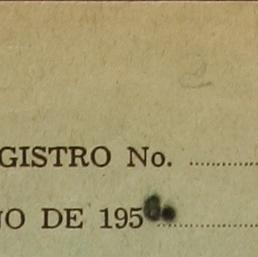 GISTRO No. ..........
NO DE 195 ..........